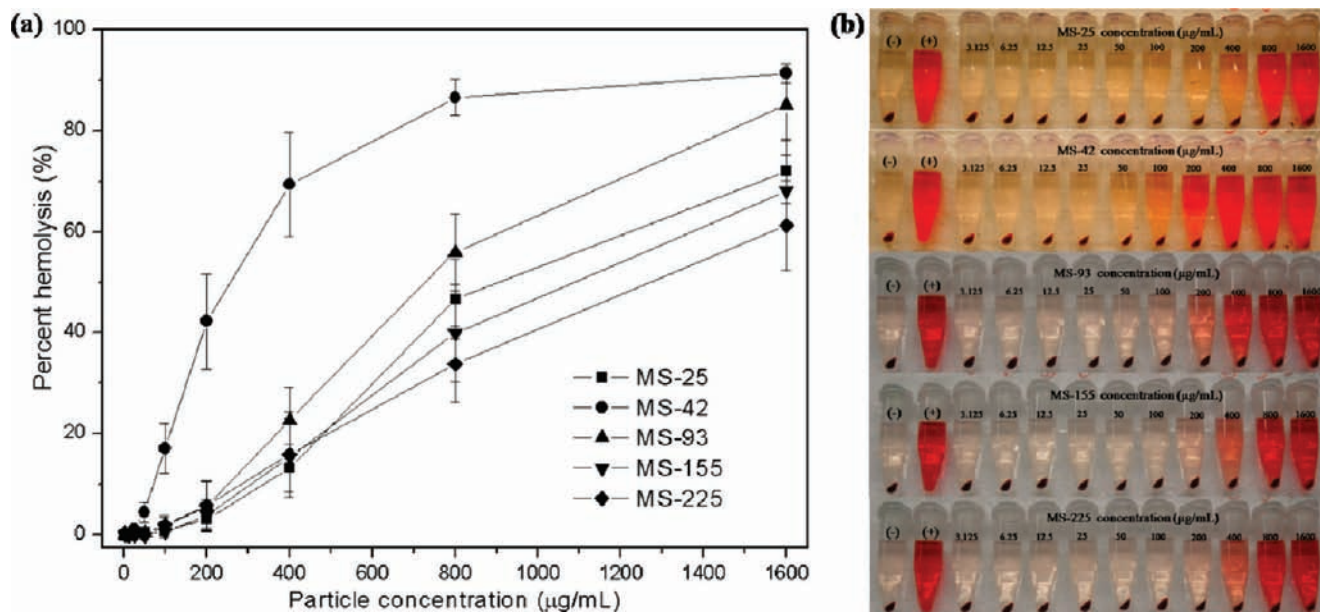 (a)
100
80
60
40
20
0
Percent hemolysis (%)
0 200 400 600 800 1000 1200 1400 1600
Particle concentration (µg/mL)
MS-25
MS-42
MS-93
MS-155
MS-225
(b)
MS-25 concentration (µg/mL)
(-) (+) 3.125 6.25 12.5 25 50 100 200 400 800 1600
MS-42 concentration (µg/mL)
(-) (+) 3.125 6.25 12.5 25 50 100 200 400 800 1600
MS-93 concentration (µg/mL)
(-) (+) 3.125 6.25 12.5 25 50 100 200 400 800 1600
MS-155 concentration (µg/mL)
(-) (+) 3.125 6.25 12.5 25 50 100 200 400 800 1600
MS-225 concentration (µg/mL)
(-) (+) 3.125 6.25 12.5 25 50 100 200 400 800 1600